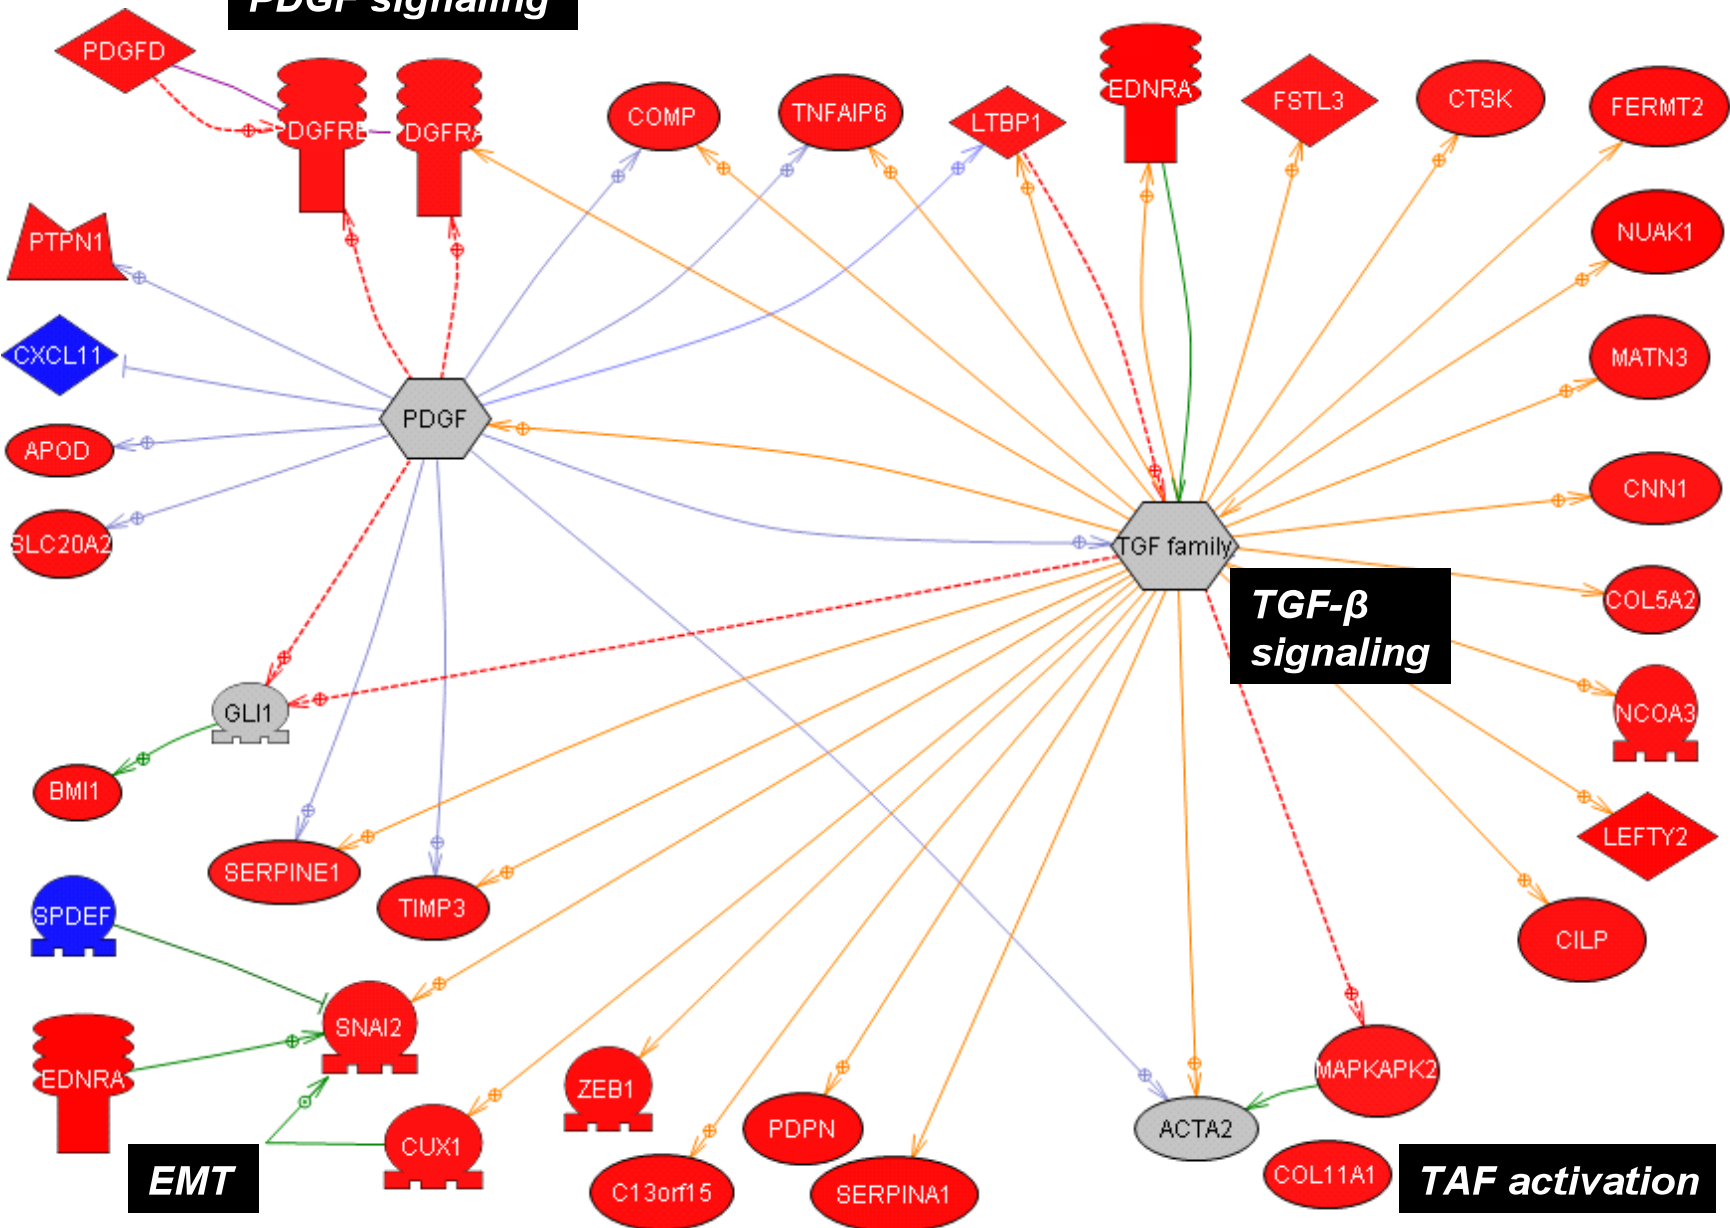 PDGF signaling
PDGFD
DGFRB
DGFRA
COMP
TNFAIP6
LTBP1
EDNRA
FSTL3
CTSK
FERMT2
PTPN1
NUAK1
CXCL11
MATN3
PDGF
APOD
CNN1
SLC20A2
TGF family
TGF-β
signaling
COL5A2
GLI1
NCOA3
BMI1
LEFTY2
SERPINE1
TIMP3
SPDEF
CILP
SNAI2
EDNRA
ZEB1
MAPKAPK2
CUX1
PDPN
ACTA2
EMT
C13orf15
SERPINA1
COL11A1
TAF activation